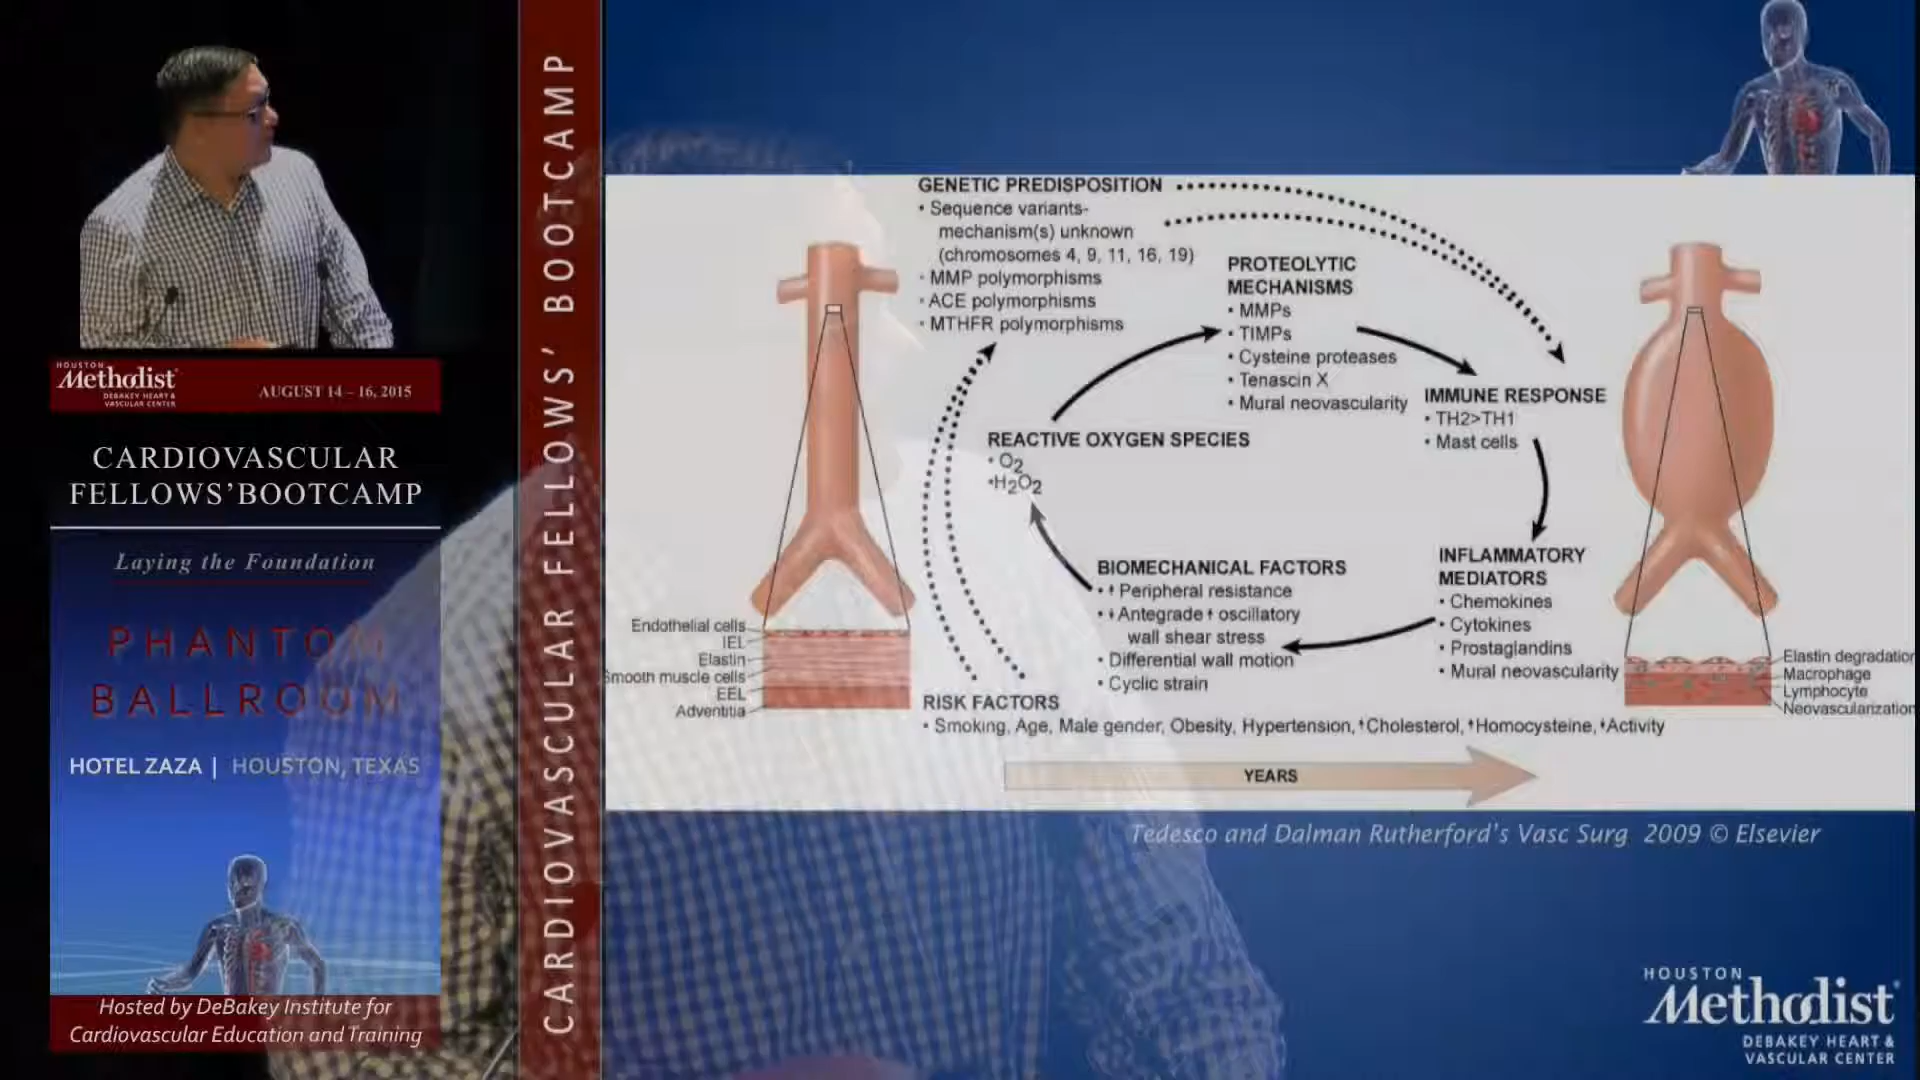 HOUSTON
Methodist
DEBAKEY HEART &
VASCULAR CENTER
AUGUST 14 – 16, 2015
CARDIOVASCULAR
FELLOWS'BOOTCAMP
Laying the Foundation
PHANTOM
BALLROOM
HOTEL ZAZA | HOUSTON, TEXAS
Hosted by DeBakey Institute for
Cardiovascular Education and Training
CARDIOVASCULAR FELLOWS' BOOTCAMP
GENETIC PREDISPOSITION
• Sequence variants-
mechanism(s) unknown
(chromosomes 4, 9, 11, 16, 19)
• MMP polymorphisms
• ACE polymorphisms
• MTHFR polymorphisms
PROTEOLYTIC
MECHANISMS
• MMPs
• TIMPs
• Cysteine proteases
• Tenascin X
• Mural neovascularity
IMMUNE RESPONSE
• TH2>TH1
• Mast cells
REACTIVE OXYGEN SPECIES
• O2
•H2O2
BIOMECHANICAL FACTORS
• Peripheral resistance
• Antegrade oscillatory
wall shear stress
• Differential wall motion
• Cyclic strain
INFLAMMATORY
MEDIATORS
• Chemokines
• Cytokines
• Prostaglandins
• Mural neovascularity
Endothelial cells
IEL
Elastin
Smooth muscle cells
EEL
Adventitia
Elastin degradation
Macrophage
Lymphocyte
Neovascularization
RISK FACTORS
• Smoking, Age, Male gender, Obesity, Hypertension, Cholesterol, Homocysteine, Activity
YEARS
Tedesco and Dalman Rutherford's Vasc Surg 2009 © Elsevier
HOUSTON
Methodist
DEBAKEY HEART &
VASCULAR CENTER